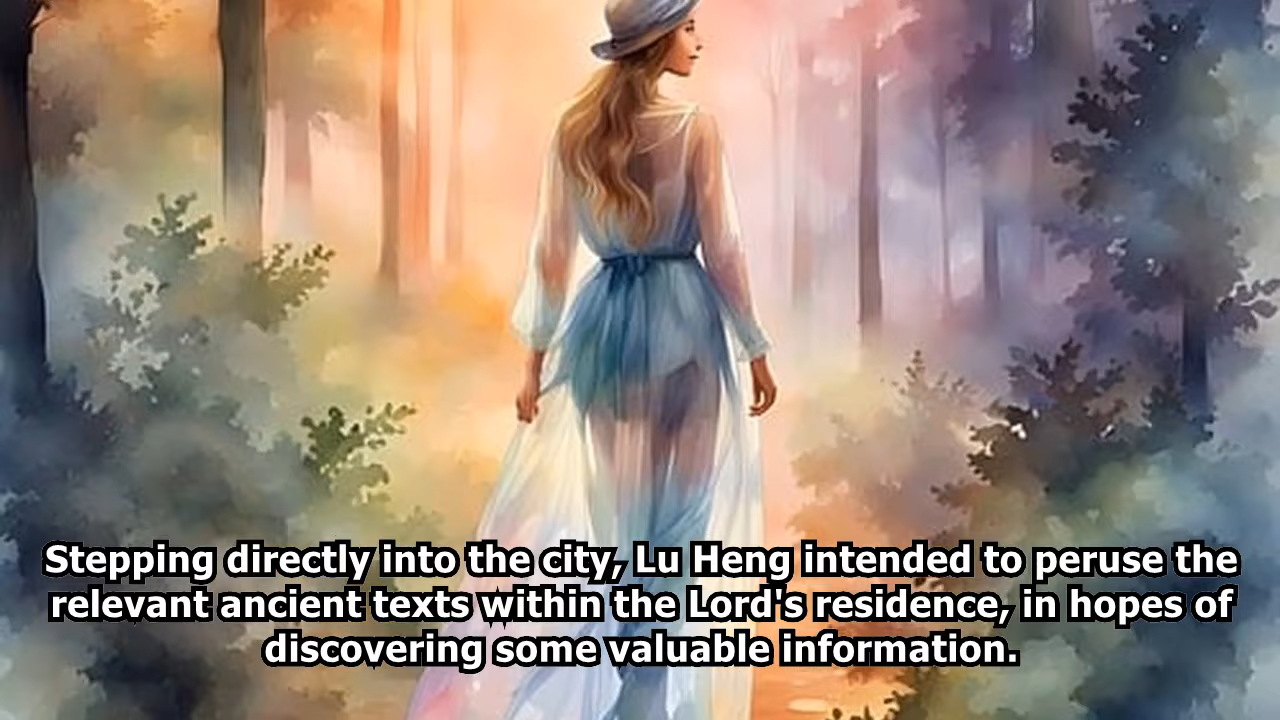 Stepping directly into the city, Lu Heng intended to peruse the
relevant ancient texts within the Lord's residence, in hopes of
discovering some valuable information.